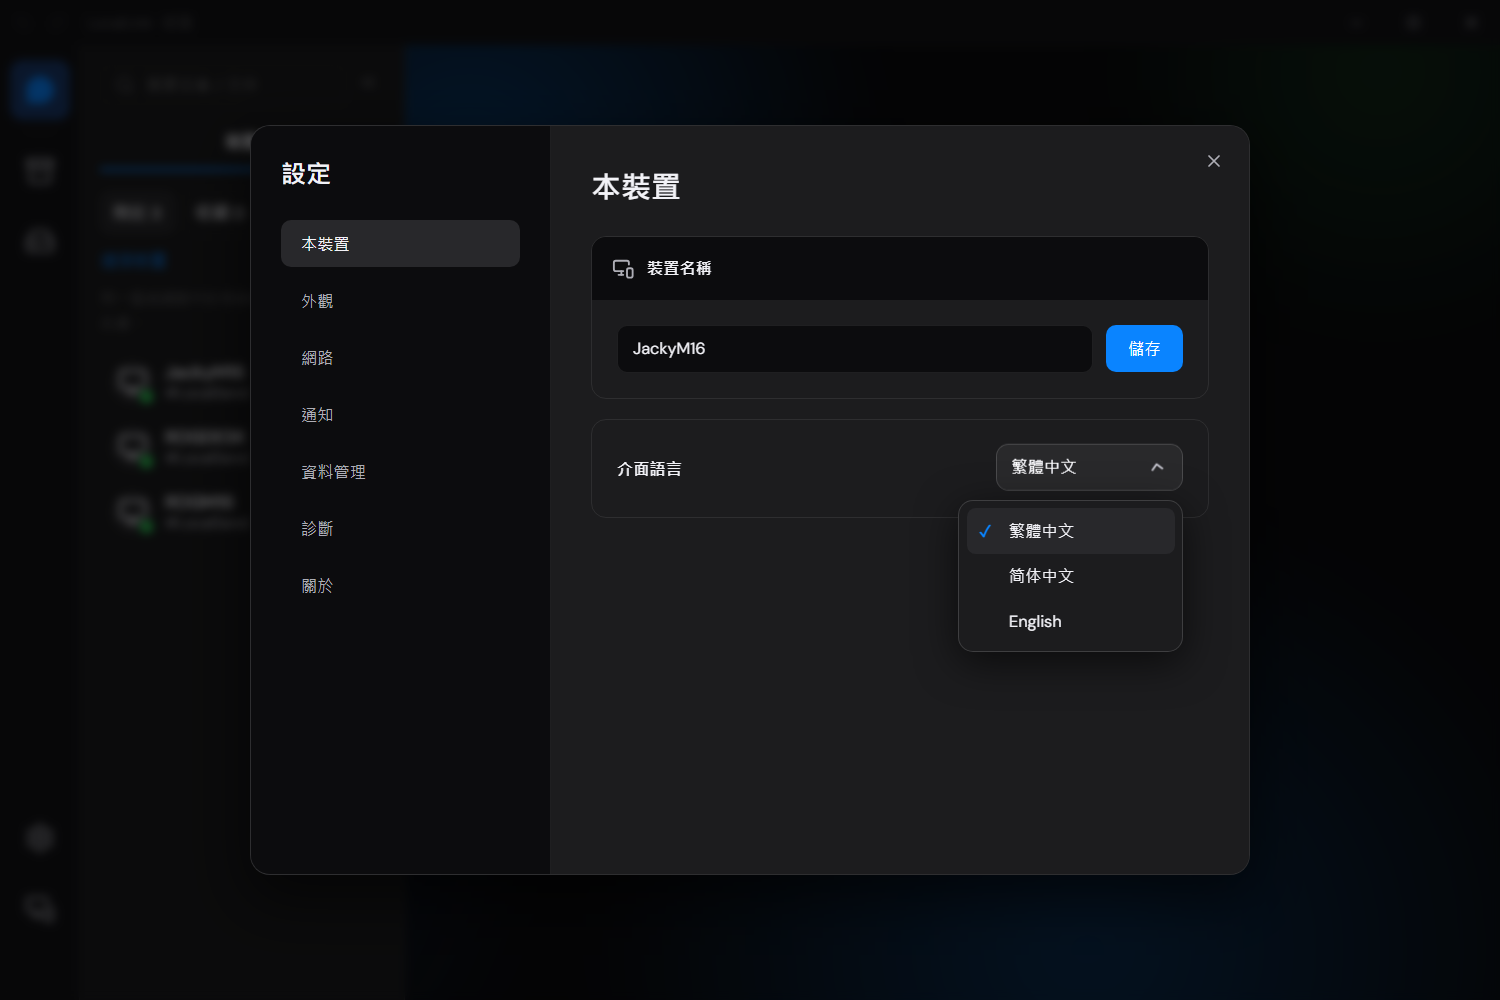 設定
本裝置
外觀
網路
通知
資料管理
診斷
關於
本裝置
裝置名稱
JackyM16
儲存
介面語言
繁體中文
繁體中文
简体中文
English